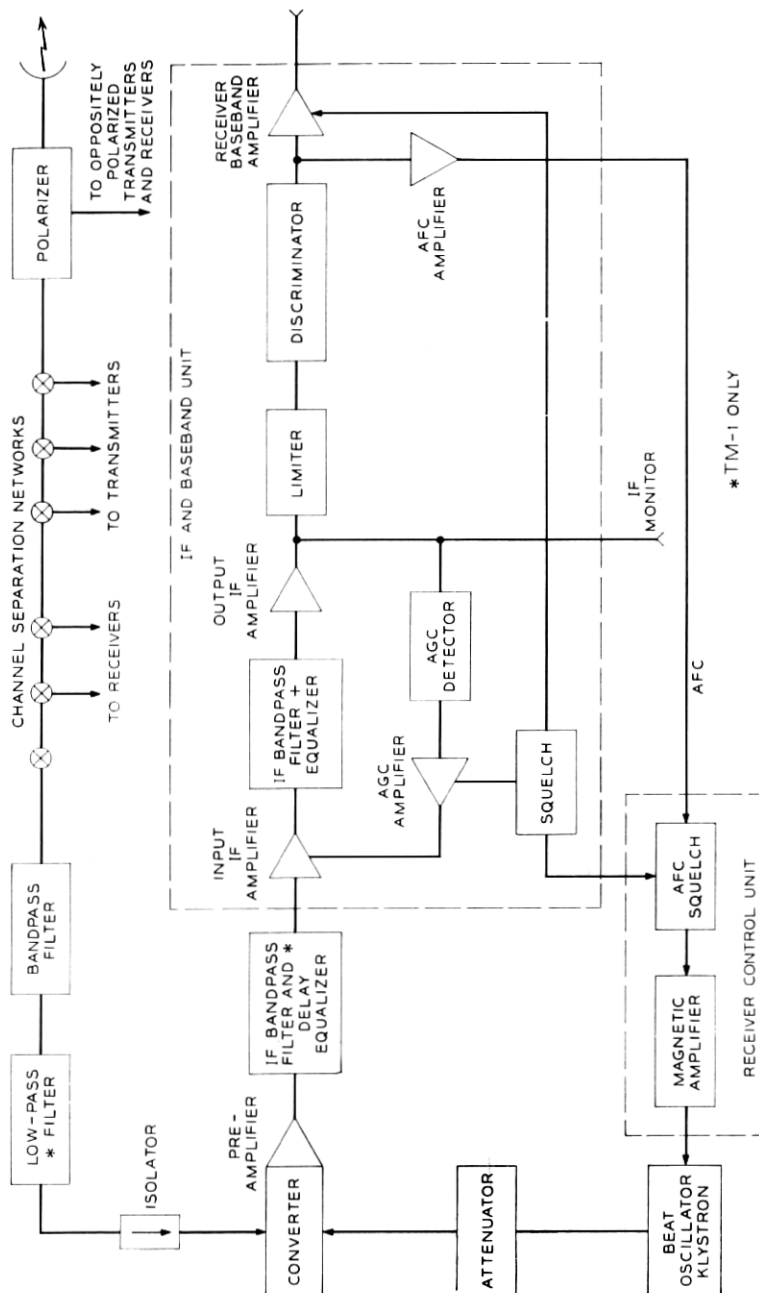 CHANNEL SEPARATION NETWORKS
POLARIZER
TO OPPOSITELY
POLARIZED
TRANSMITTERS
AND RECEIVERS
BANDPASS
FILTER
LOW-PASS
* FILTER
TO RECEIVERS
TO TRANSMITTERS
ISOLATOR
IF AND BASEBAND UNIT
CONVERTER
PRE-
AMPLIFIER
IF BANDPASS
FILTER AND *
DELAY
EQUALIZER
INPUT
IF
AMPLIFIER
IF BANDPASS
FILTER +
EQUALIZER
OUTPUT
IF
AMPLIFIER
LIMITER
DISCRIMINATOR
RECEIVER
BASEBAND
AMPLIFIER
AFC
AMPLIFIER
AGC
AMPLIFIER
AGC
DETECTOR
SQUELCH
ATTENUATOR
IF
MONITOR
AFC
BEAT
OSCILLATOR
KLYSTRON
MAGNETIC
AMPLIFIER
AFC
SQUELCH
RECEIVER CONTROL UNIT
*TM-1 ONLY